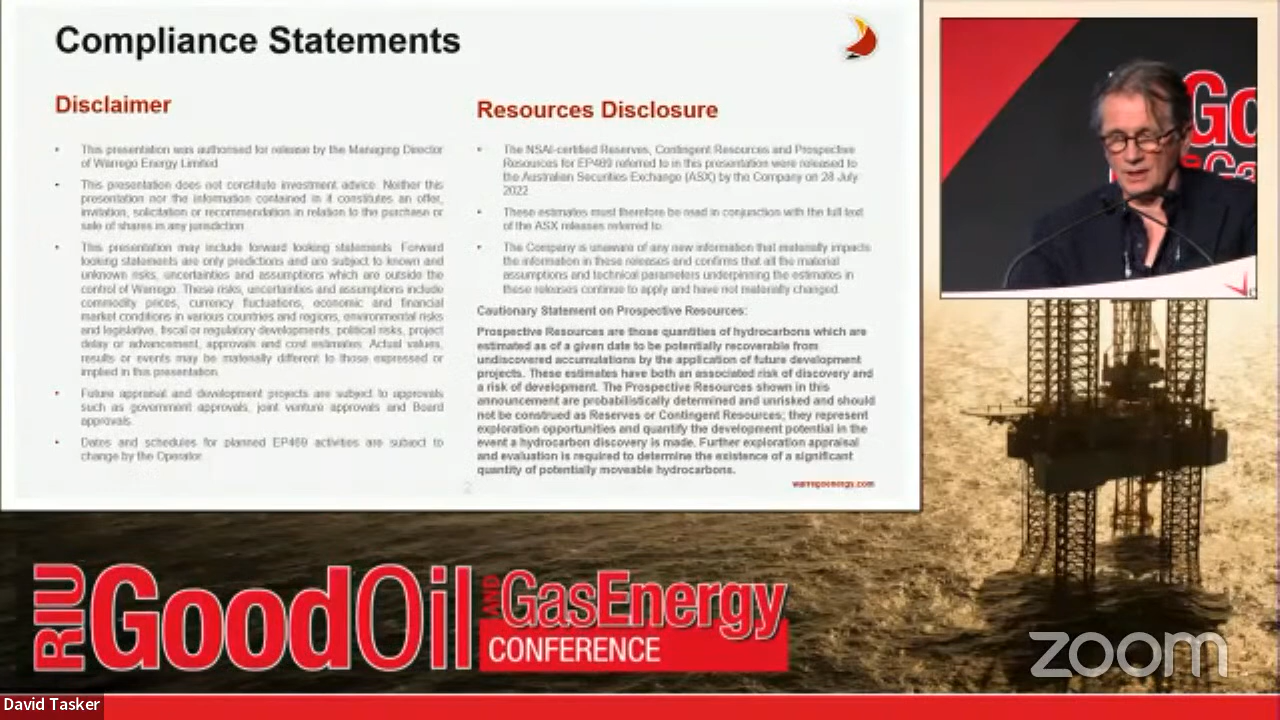 Compliance Statements
Disclaimer
• This presentation was authorised for release by the Managing Director
of Warrego Energy Limited
• This presentation does not constitute investment advice. Neither this
presentation nor the information contained in it constitutes an offer,
invitation, solicitation or recommendation in relation to the purchase or
sale of shares in any jurisdiction.
• This presentation may include forward looking statements. Forward
looking statements are only predictions and are subject to known and
unknown risks, uncertainties and assumptions which are outside the
control of Warrego. These risks, uncertainties and assumptions include
commodity prices, currency fluctuations, economic and financial
market conditions in various countries and regions, environmental risks
and legislative, fiscal or regulatory developments, political risks, project
delay or advancement, approvals and cost estimates. Actual values,
results or events may be materially different to those expressed or
implied in this presentation.
• Future appraisal and development projects are subject to approvals
such as government approvals, joint venture approvals and Board
approvals.
• Dates and schedules for planned EP469 activities are subject to
change by the Operator.
Resources Disclosure
• The NSAI-certified Reserves, Contingent Resources and Prospective
Resources for EP469 referred to in this presentation were released to
the Australian Securities Exchange (ASX) by the Company on 28 July
2022
• These estimates must therefore be read in conjunction with the full text
of the ASX releases referred to.
• The Company is unaware of any new information that materially impacts
the information in these releases and confirms that all the material
assumptions and technical parameters underpinning the estimates in
these releases continue to apply and have not materially changed.
Cautionary Statement on Prospective Resources:
Prospective Resources are those quantities of hydrocarbons which are
estimated as of a given date to be potentially recoverable from
undiscovered accumulations by the application of future development
projects. These estimates have both an associated risk of discovery and
a risk of development. The Prospective Resources shown in this
announcement are probabilistically determined and unrisked and should
not be construed as Reserves or Contingent Resources; they represent
exploration opportunities and quantify the development potential in the
event a hydrocarbon discovery is made. Further exploration appraisal
and evaluation is required to determine the existence of a significant
quantity of potentially moveable hydrocarbons.
2
warregoenergy.com
Go
Ga
RIU GoodOil AND GasEnergy
CONFERENCE
zoom
David Tasker